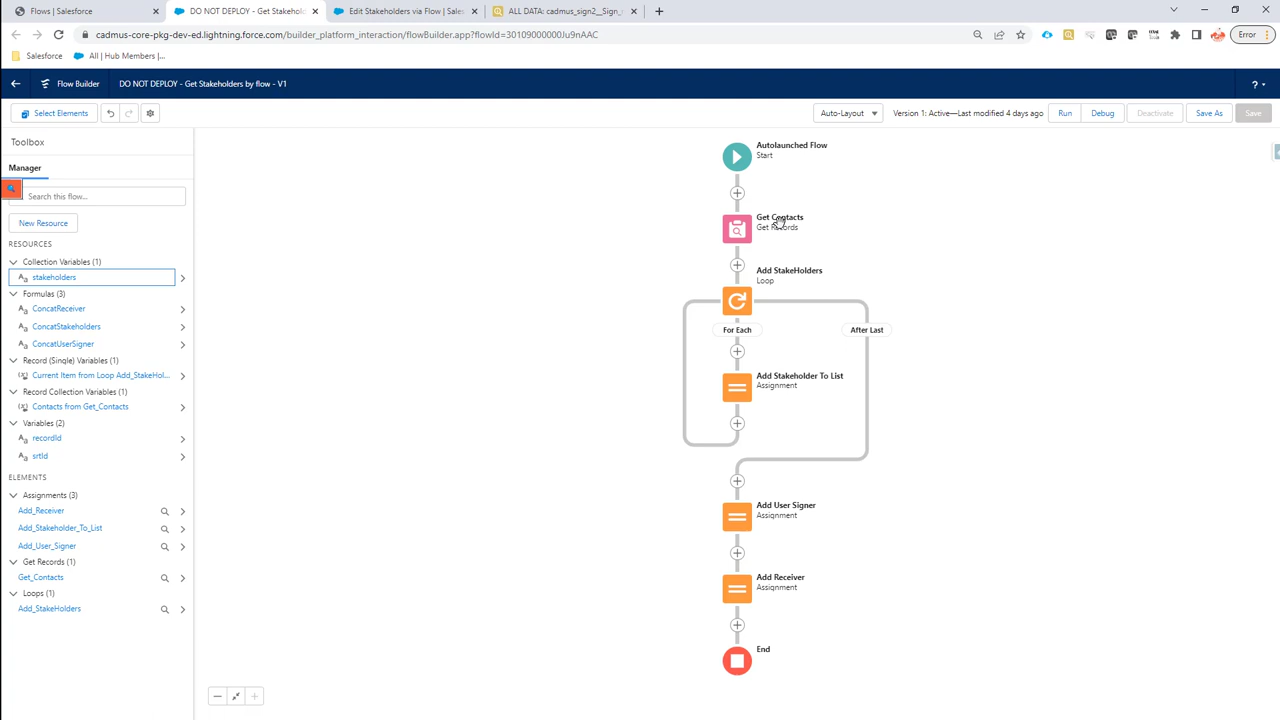 Flows | Salesforce
DO NOT DEPLOY - Get Stakehol
Edit Stakeholders via Flow | Sales
ALL DATA: cadmus_sign2__Sign_
cadmus-core-pkg-dev-ed.lightning.force.com/builder_platform_interaction/flowBuilder.app?flowId=30109000000Ju9nAAC
Error
Salesforce
All | Hub Members |...
Flow Builder
DO NOT DEPLOY - Get Stakeholders by flow - V1
?
Select Elements
Auto-Layout
Version 1: Active—Last modified 4 days ago
Run
Debug
Deactivate
Save As
Save
Toolbox
Manager
Search this flow...
New Resource
RESOURCES
Collection Variables (1)
stakeholders
Formulas (3)
ConcatReceiver
ConcatStakeholders
ConcatUserSigner
Record (Single) Variables (1)
Current Item from Loop Add_StakeHol...
Record Collection Variables (1)
Contacts from Get_Contacts
Variables (2)
recordId
srtId
ELEMENTS
Assignments (3)
Add_Receiver
Add_Stakeholder_To_List
Add_User_Signer
Get Records (1)
Get_Contacts
Loops (1)
Add_StakeHolders
Autolaunched Flow
Start
Get Contacts
Get Records
Add StakeHolders
Loop
For Each
After Last
Add Stakeholder To List
Assignment
Add User Signer
Assignment
Add Receiver
Assignment
End